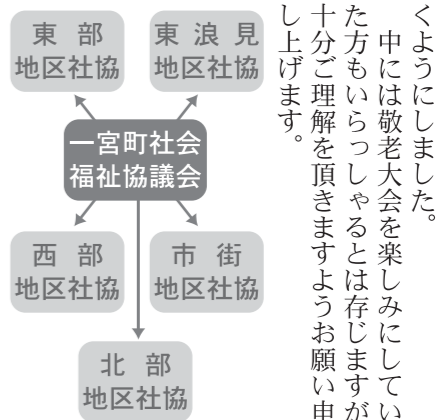 くようにしました。
中には敬老大会を楽しみにしてい
た方もいらっしゃるとは存じますが
十分ご理解を頂きますようお願い申
し上げます。
東部
地区社協
東浪見
地区社協
一宮町社会
福祉協議会
西部
地区社協
市街
地区社協
北部
地区社協